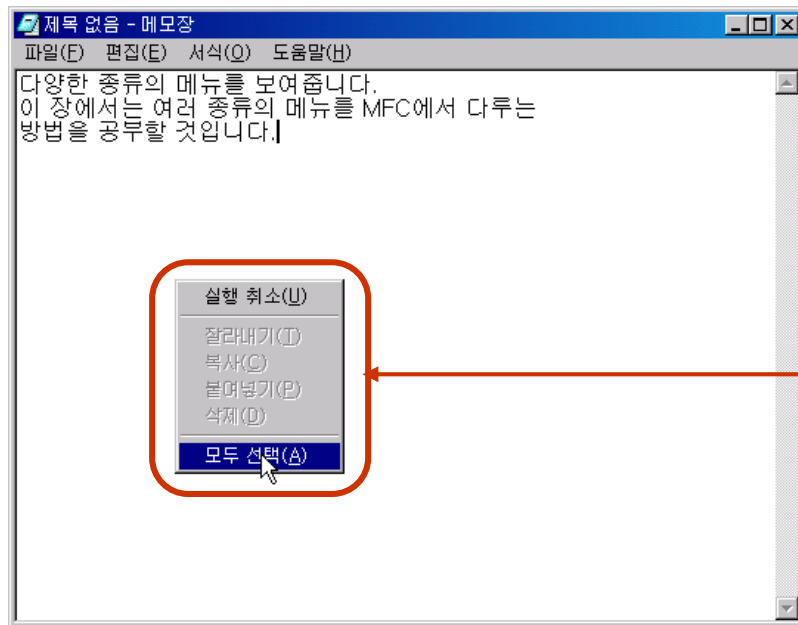 제목 없음 - 메모장
파일(F) 편집(E) 서식(O) 도움말(H)
다양한 종류의 메뉴를 보여줍니다.
이 장에서는 여러 종류의 메뉴를 MFC에서 다루는
방법을 공부할 것입니다.
실행 취소(U)
잘라내기(T)
복사(C)
붙여넣기(P)
삭제(D)
모두 선택(A)